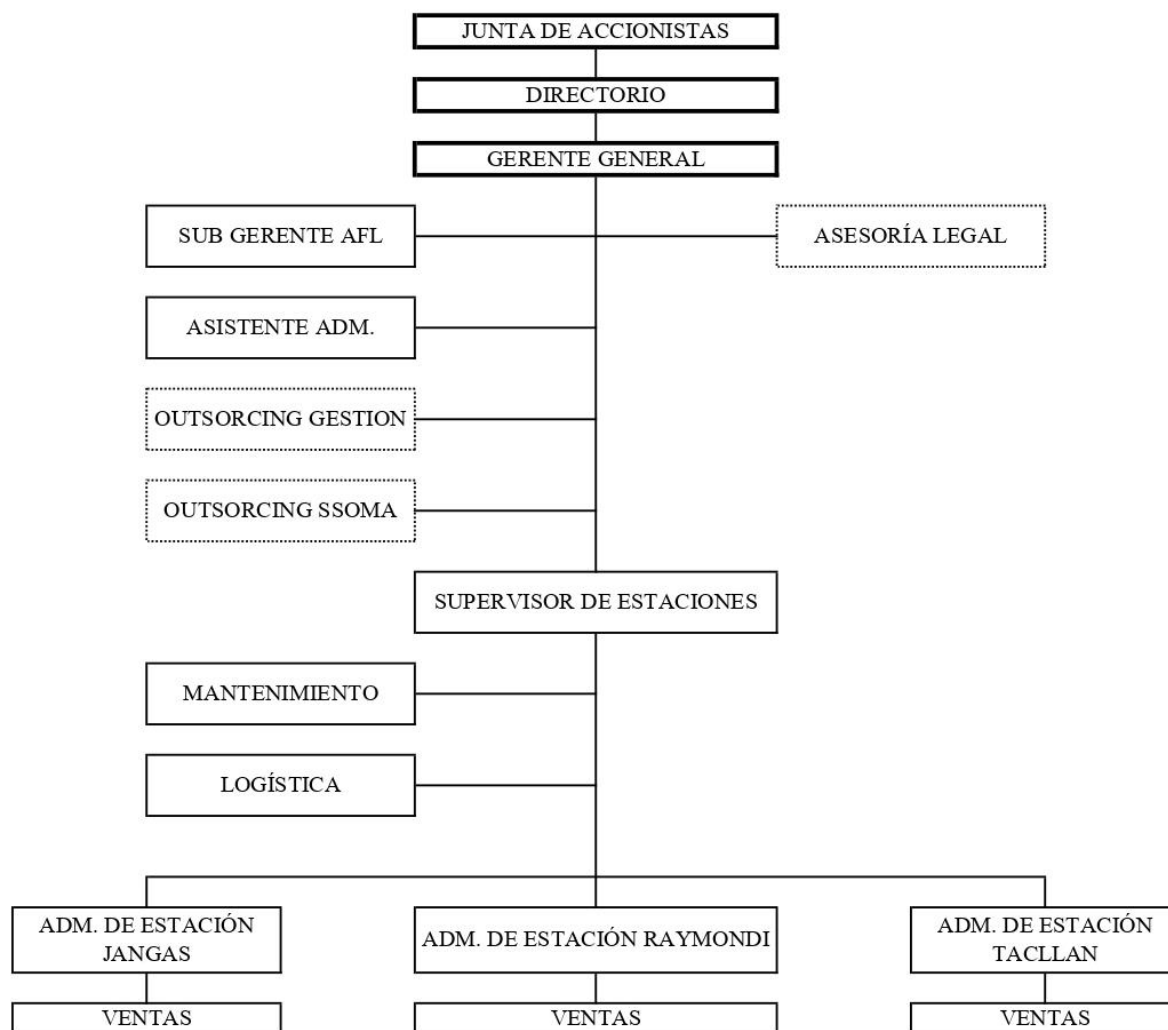 JUNTA DE ACCIONISTAS
DIRECTORIO
GERENTE GENERAL
SUB GERENTE AFL
ASESORÍA LEGAL
ASISTENTE ADM.
OUTSORCING GESTION
OUTSORCING SSOMA
SUPERVISOR DE ESTACIONES
MANTENIMIENTO
LOGÍSTICA
ADM. DE ESTACIÓN
JANGAS
ADM. DE ESTACIÓN RAYMONDI
ADM. DE ESTACIÓN
TACLLAN
VENTAS
VENTAS
VENTAS